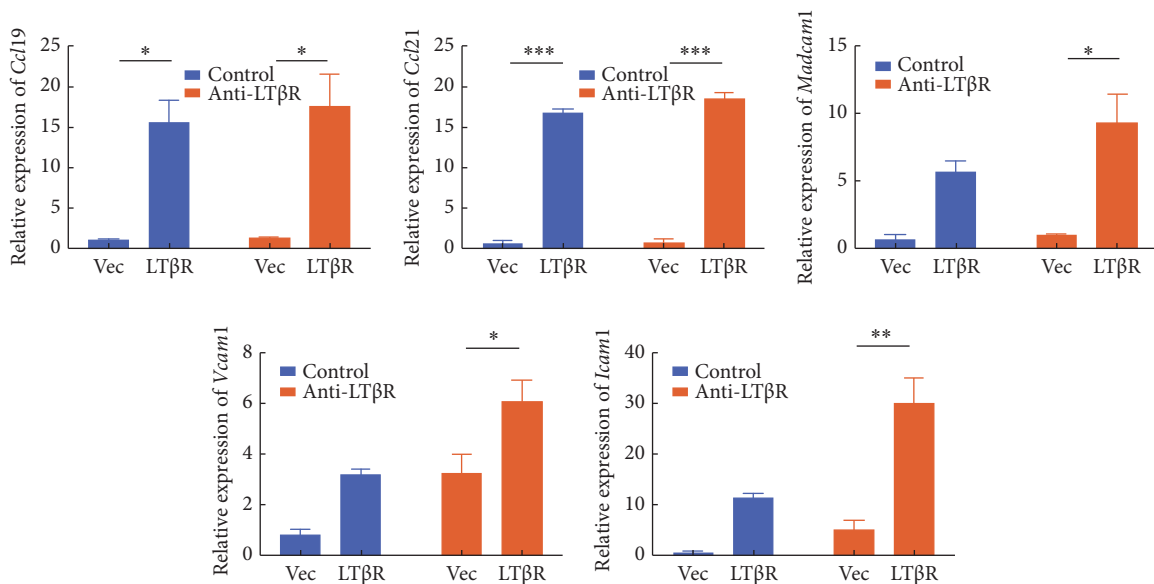 Relative expression of Ccl19
25
20
15
10
5
0
*
*
Control
Anti-LTβR
Vec LTβR Vec LTβR
Relative expression of Ccl21
25
20
15
10
5
0
***
***
Control
Anti-LTβR
Vec LTβR Vec LTβR
Relative expression of Madcam1
15
10
5
0
*
Control
Anti-LTβR
Vec LTβR Vec LTβR
Relative expression of Vcam1
8
6
4
2
0
*
Control
Anti-LTβR
Vec LTβR Vec LTβR
Relative expression of Icam1
40
30
20
10
0
**
Control
Anti-LTβR
Vec LTβR Vec LTβR